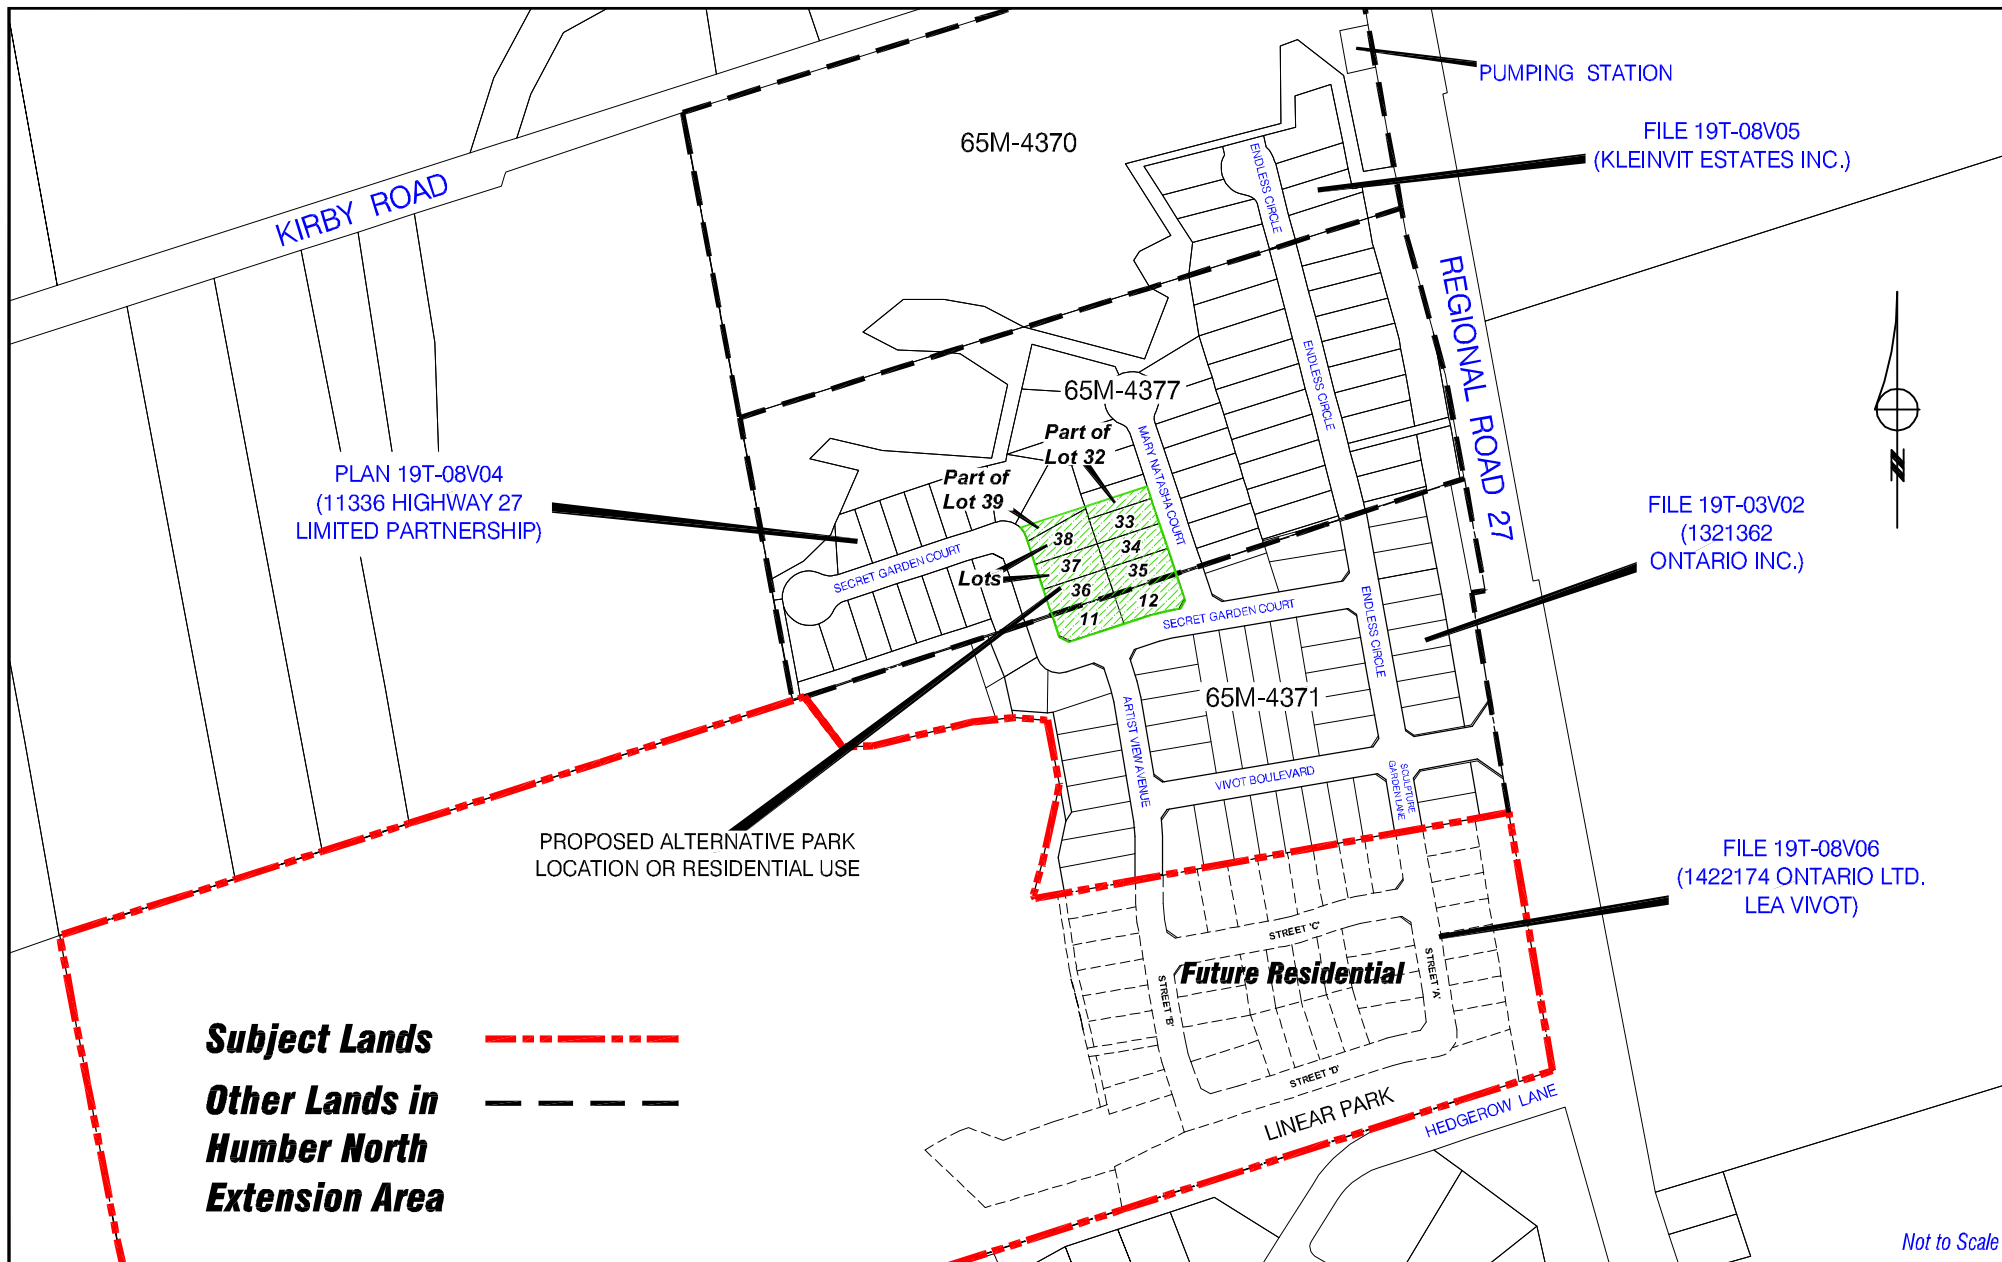 PUMPING STATION
FILE 19T-08V05
(KLEINVIT ESTATES INC.)
65M-4370
KIRBY ROAD
ENDLESS CIRCLE
REGIONAL ROAD 27
ENDLESS CIRCLE
65M-4377
Part of
Lot 32
MARY NATASHA COURT
Part of
Lot 39
PLAN 19T-08V04
(11336 HIGHWAY 27
LIMITED PARTNERSHIP)
FILE 19T-03V02
(1321362
ONTARIO INC.)
33
38
34
37
35
36
12
11
Lots
SECRET GARDEN COURT
SECRET GARDEN COURT
ENDLESS CIRCLE
65M-4371
ARTIST VIEW AVENUE
VIVOT BOULEVARD
SCULPTURE
GARDEN LANE
PROPOSED ALTERNATIVE PARK
LOCATION OR RESIDENTIAL USE
FILE 19T-08V06
(1422174 ONTARIO LTD.
LEA VIVOT)
STREET 'C'
Future Residential
STREET 'A'
STREET 'B'
STREET 'D'
LINEAR PARK
HEDGEROW LANE
Subject Lands
Other Lands in
Humber North
Extension Area
N
Not to Scale